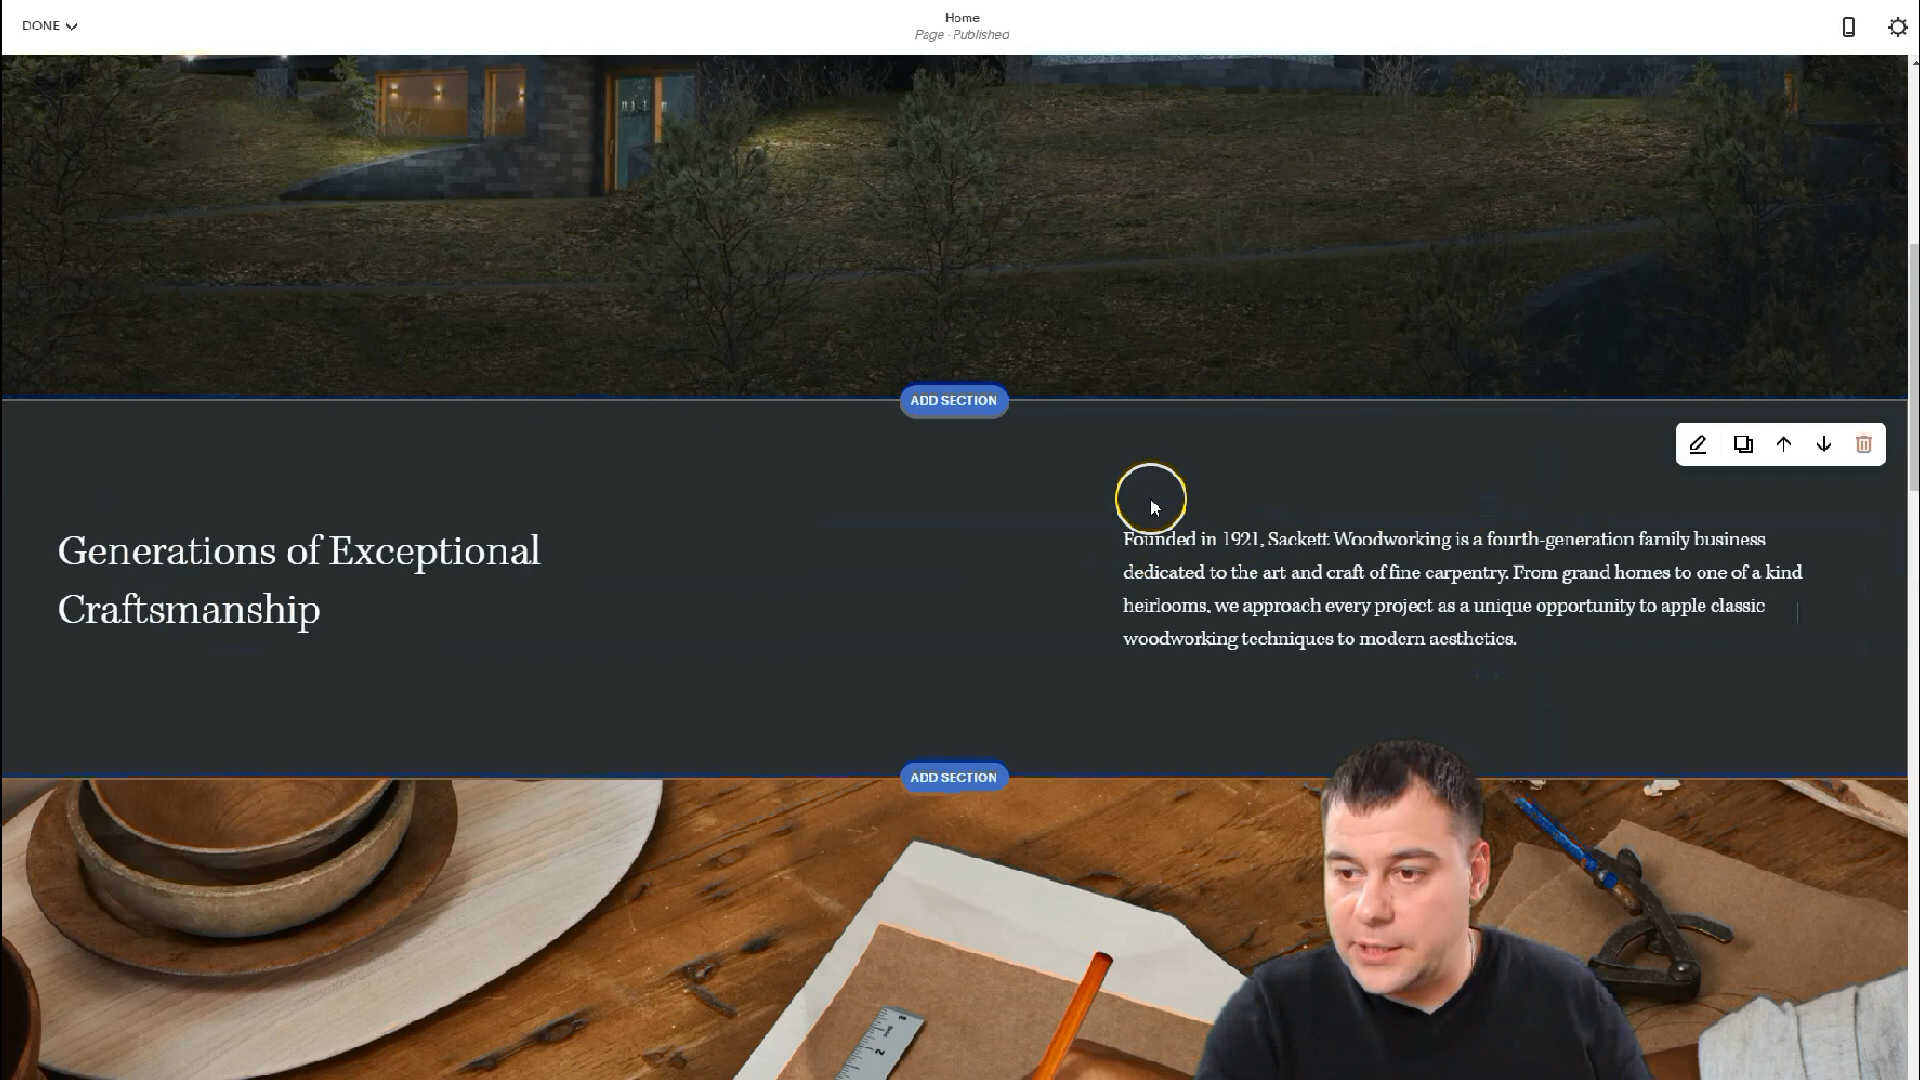 DONE
Home
Page · Published
ADD SECTION
Generations of Exceptional
Craftsmanship
Founded in 1921, Sackett Woodworking is a fourth-generation family business
dedicated to the art and craft of fine carpentry. From grand homes to one of a kind
heirlooms, we approach every project as a unique opportunity to apple classic
woodworking techniques to modern aesthetics.
ADD SECTION
2